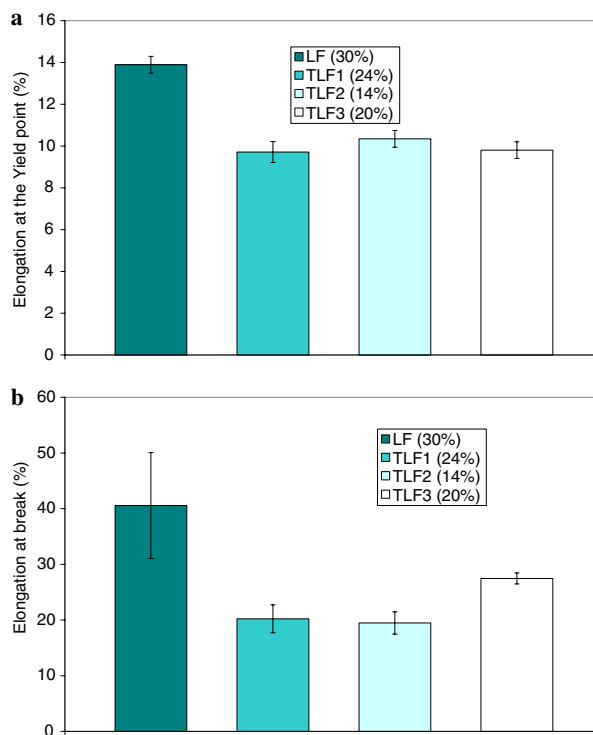 a
16
14
12
10
8
6
4
2
0
Elongation at the Yield point (%)
LF (30%)
TLF1 (24%)
TLF2 (14%)
TLF3 (20%)
b
60
50
40
30
20
10
0
Elongation at break (%)
LF (30%)
TLF1 (24%)
TLF2 (14%)
TLF3 (20%)